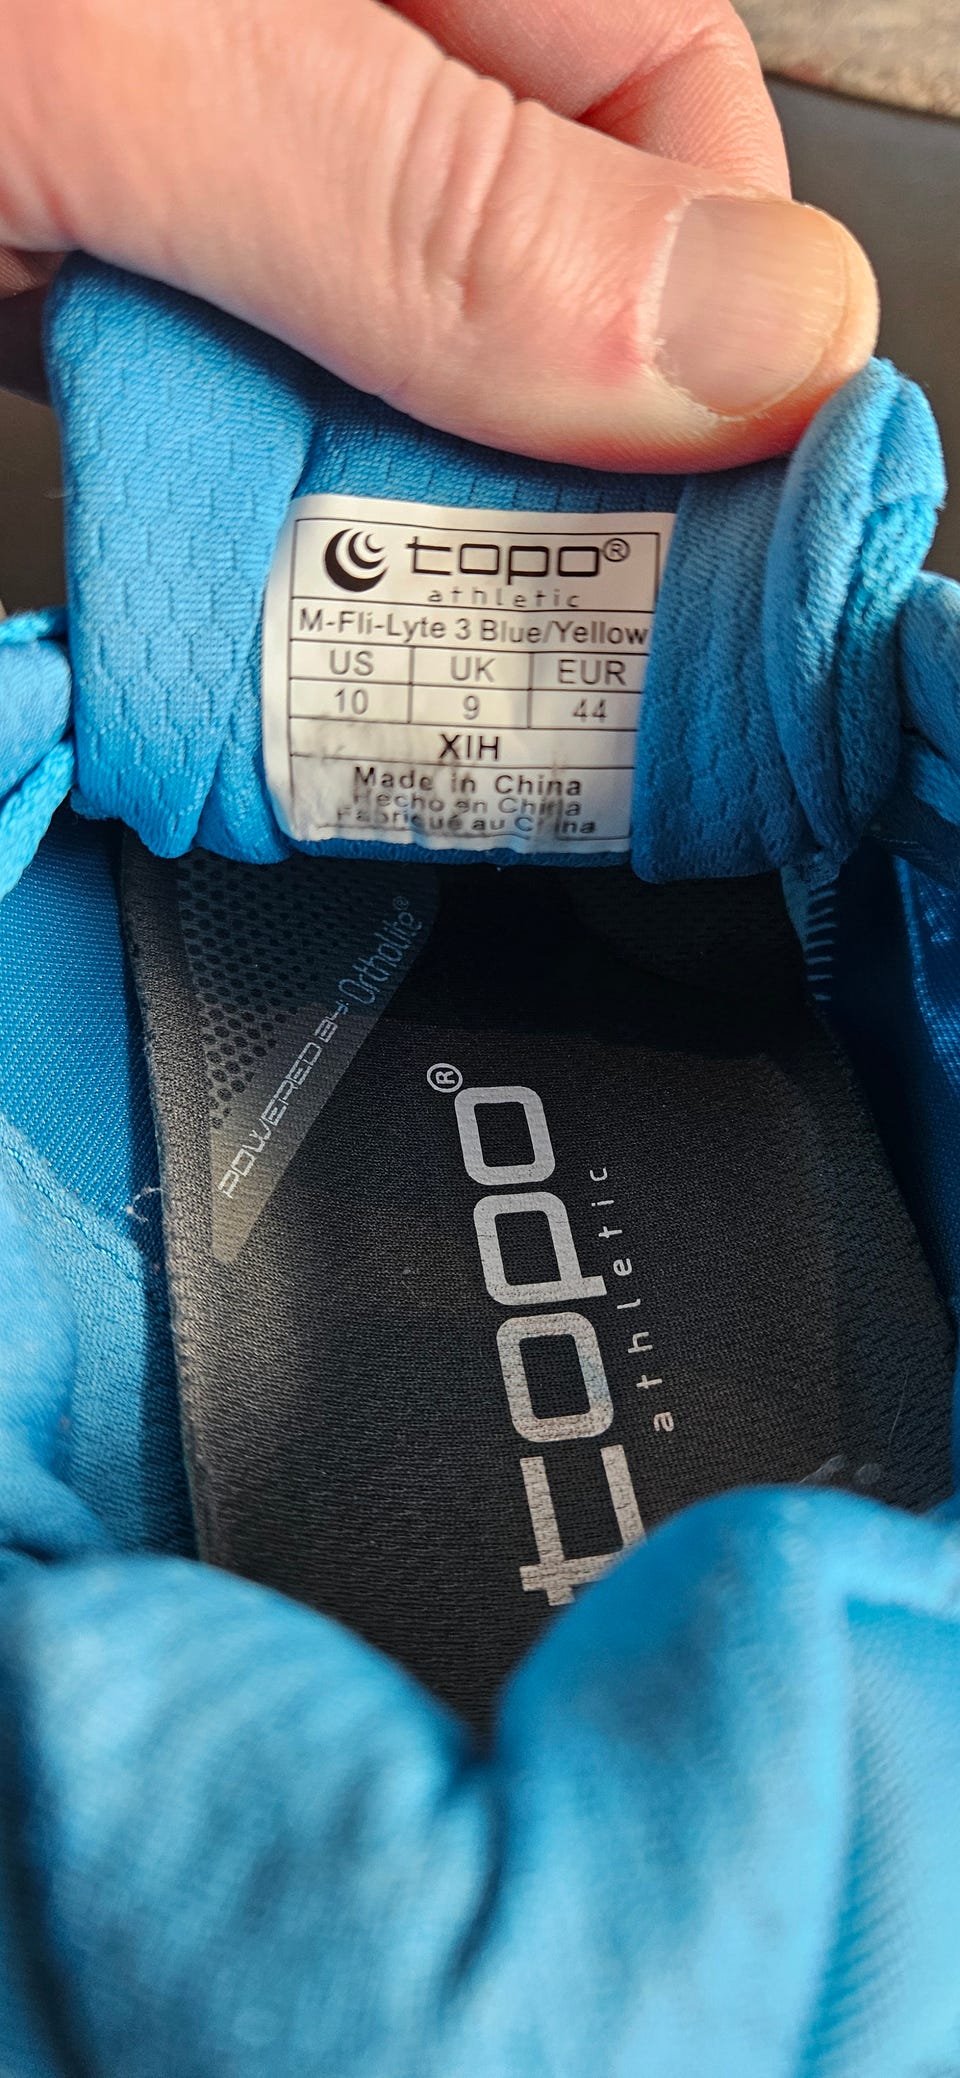 topo®
athletic
M-Fli-Lyte 3 Blue/Yellow
US UK EUR
10 9 44
XIH
Made in China
Hecho en China
Fabriqué au China
POWERED BY Ortholite®
topo®
athletic